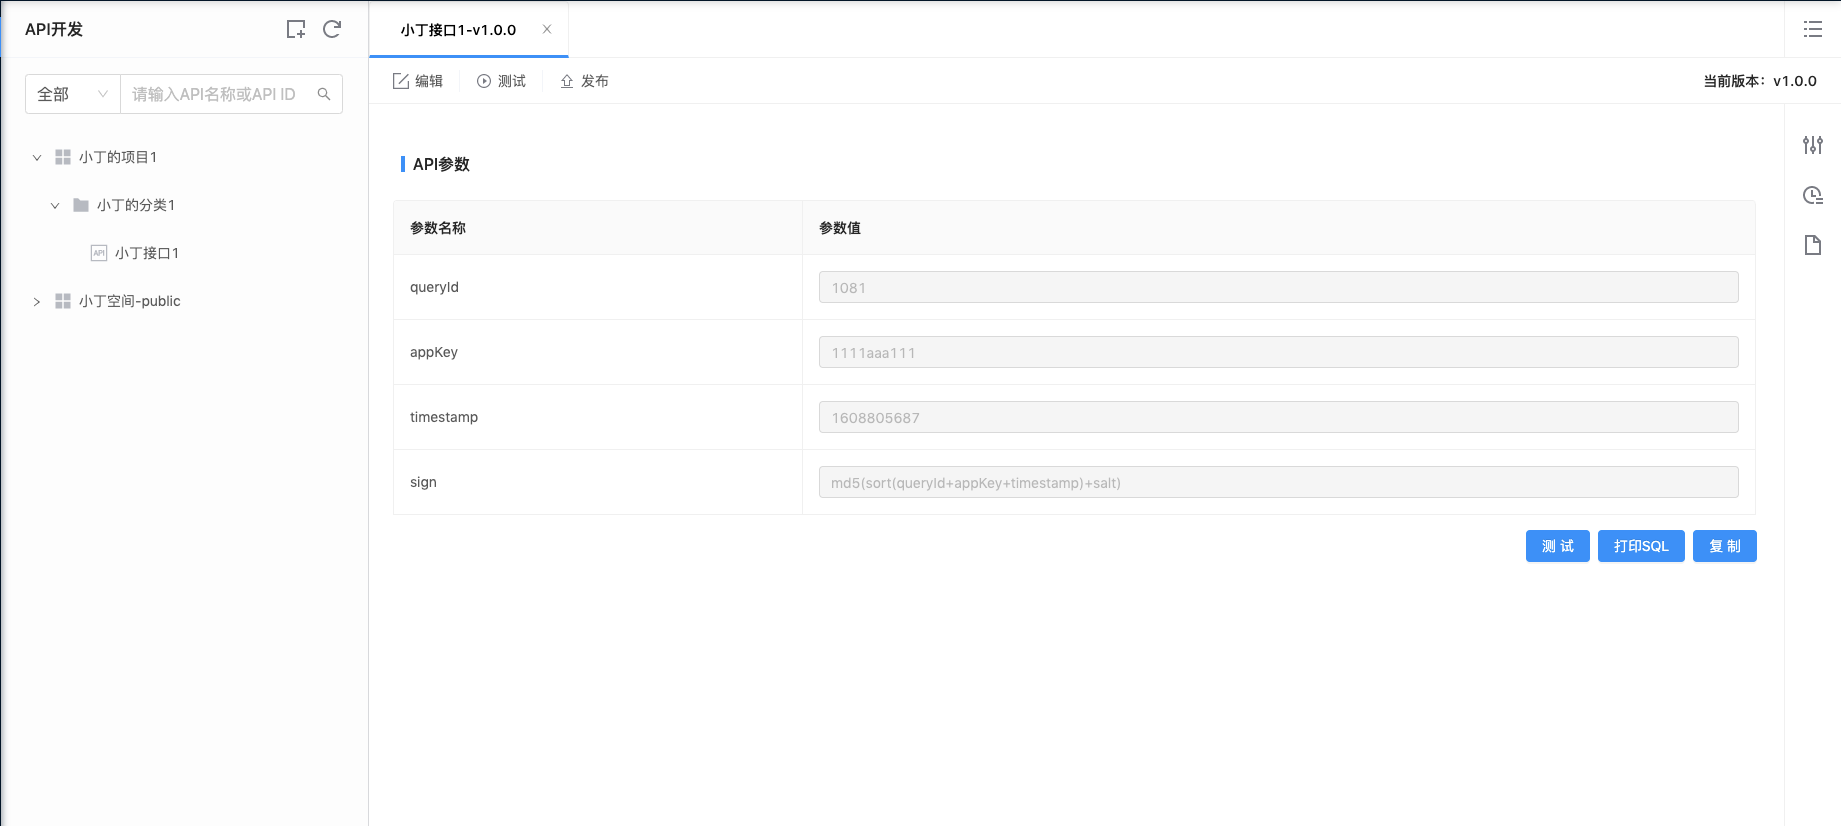 API开发
全部
请输入API名称或API ID
小丁的项目1
小丁的分类1
API
小丁接口1
小丁空间-public
小丁接口1-v1.0.0
编辑
测试
发布
当前版本：v1.0.0
API参数
参数名称 参数值
queryId 1081
appKey 1111aaa111
timestamp 1608805687
sign md5(sort(queryId+appKey+timestamp)+salt)
测 试 打印SQL 复 制